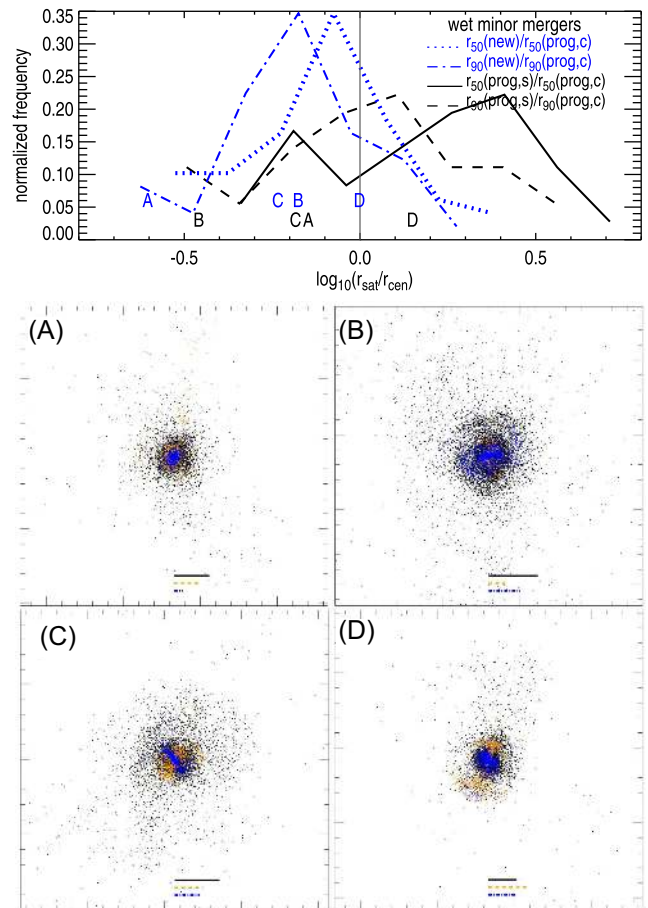 wet minor mergers
r50(new)/r50(prog,c)
r90(new)/r90(prog,c)
r50(prog,s)/r50(prog,c)
r90(prog,s)/r90(prog,c)
normalized frequency
0.35
0.30
0.25
0.20
0.15
0.10
0.05
0.00
A B C B C A D D
-0.5 0.0 0.5
log10(rsat/rcen)
(A)
(B)
(C)
(D)